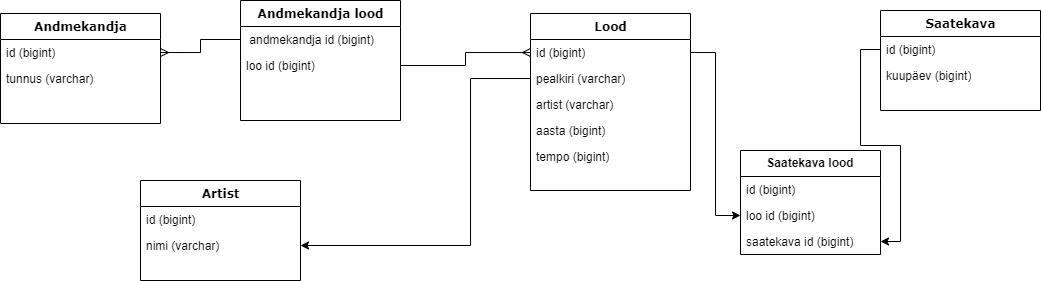 Andmekandja
id (bigint)
tunnus (varchar)
Andmekandja lood
andmekandja id (bigint)
loo id (bigint)
Lood
id (bigint)
pealkiri (varchar)
artist (varchar)
aasta (bigint)
tempo (bigint)
Saatekava
id (bigint)
kuupäev (bigint)
Artist
id (bigint)
nimi (varchar)
Saatekava lood
id (bigint)
loo id (bigint)
saatekava id (bigint)